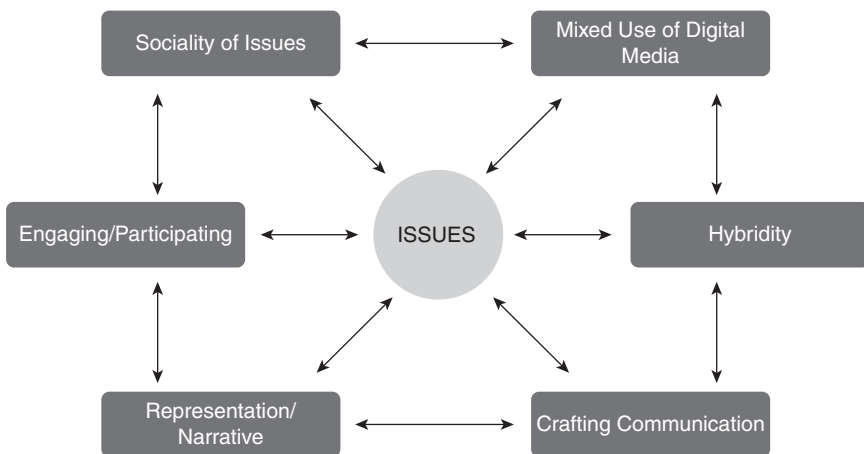 Sociality of Issues
Mixed Use of Digital
Media
Engaging/Participating
ISSUES
Hybridity
Representation/
Narrative
Crafting Communication